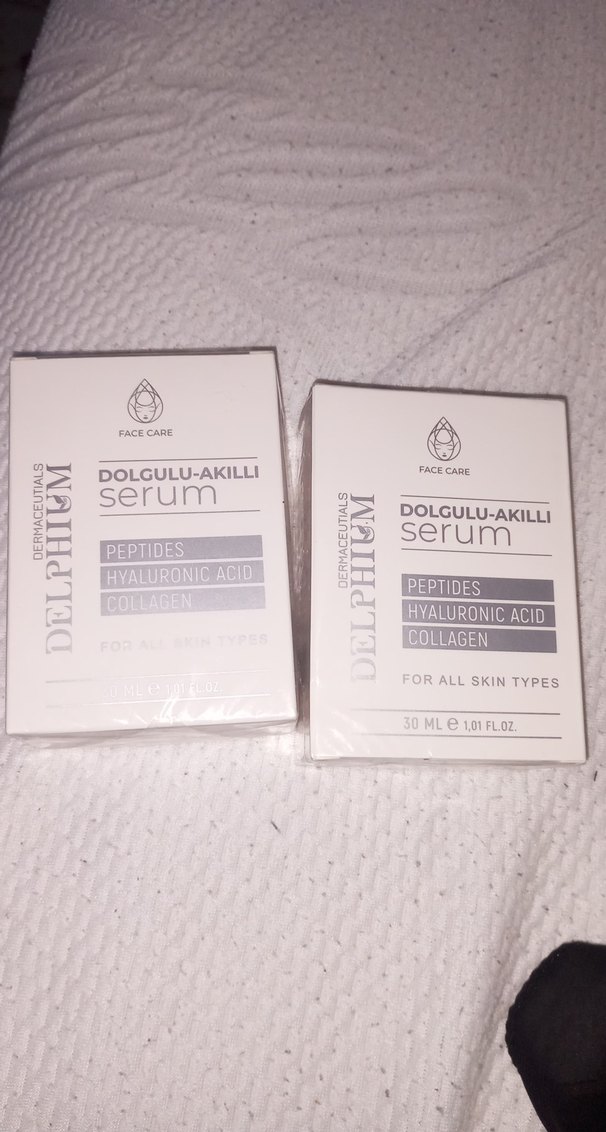 FACE CARE
DOLGULU-AKILLI
serum
DERMACEUTIALS
DELPHIUM
PEPTIDES
HYALURONIC ACID
COLLAGEN
FOR ALL SKIN TYPES
30 ML e 1,01 FL.OZ.
FACE CARE
DOLGULU-AKILLI
serum
DERMACEUTIALS
DELPHIUM
PEPTIDES
HYALURONIC ACID
COLLAGEN
FOR ALL SKIN TYPES
30 ML e 1,01 FL.OZ.